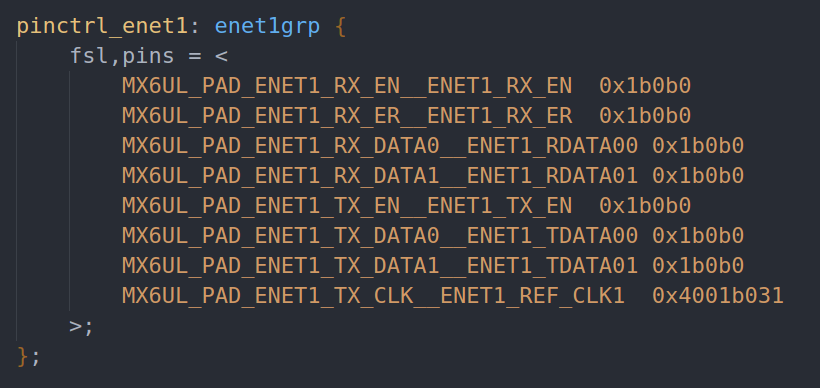 pinctrl_enet1: enet1grp {
fsl,pins = <
MX6UL_PAD_ENET1_RX_EN__ENET1_RX_EN  0x1b0b0
MX6UL_PAD_ENET1_RX_ER__ENET1_RX_ER  0x1b0b0
MX6UL_PAD_ENET1_RX_DATA0__ENET1_RDATA00 0x1b0b0
MX6UL_PAD_ENET1_RX_DATA1__ENET1_RDATA01 0x1b0b0
MX6UL_PAD_ENET1_TX_EN__ENET1_TX_EN  0x1b0b0
MX6UL_PAD_ENET1_TX_DATA0__ENET1_TDATA00 0x1b0b0
MX6UL_PAD_ENET1_TX_DATA1__ENET1_TDATA01 0x1b0b0
MX6UL_PAD_ENET1_TX_CLK__ENET1_REF_CLK1  0x4001b031
>;
};